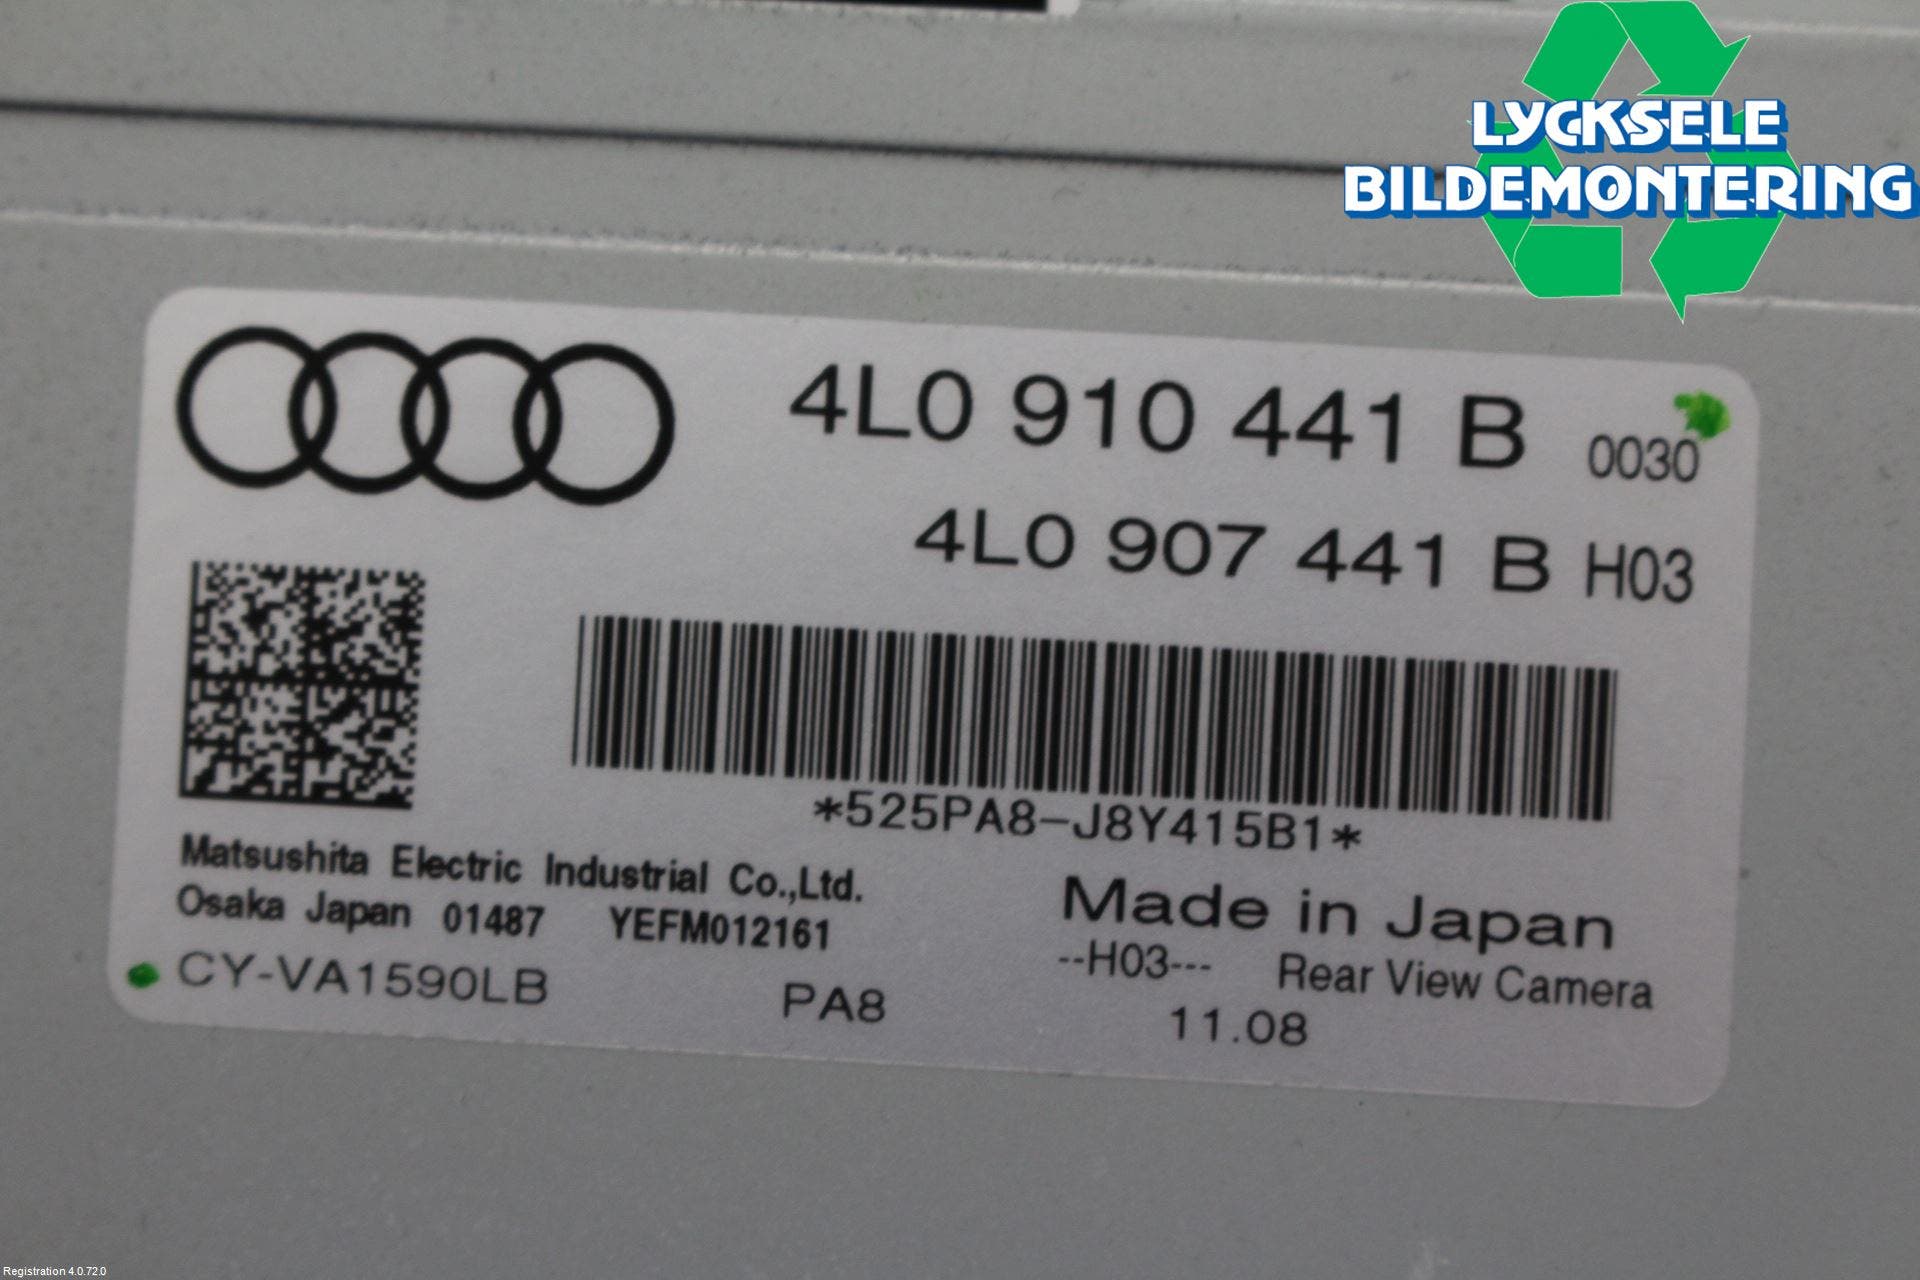 LYCKSELE
BILDEMONTERING
4L0 910 441 B 0030
4L0 907 441 B H03
*525PA8-J8Y415B1*
Matsushita Electric Industrial Co.,Ltd.
Osaka Japan 01487 YEFM012161
CY-VA1590LB
PA8
Made in Japan
--H03--- Rear View Camera
11.08
Registration 4.0.72.0